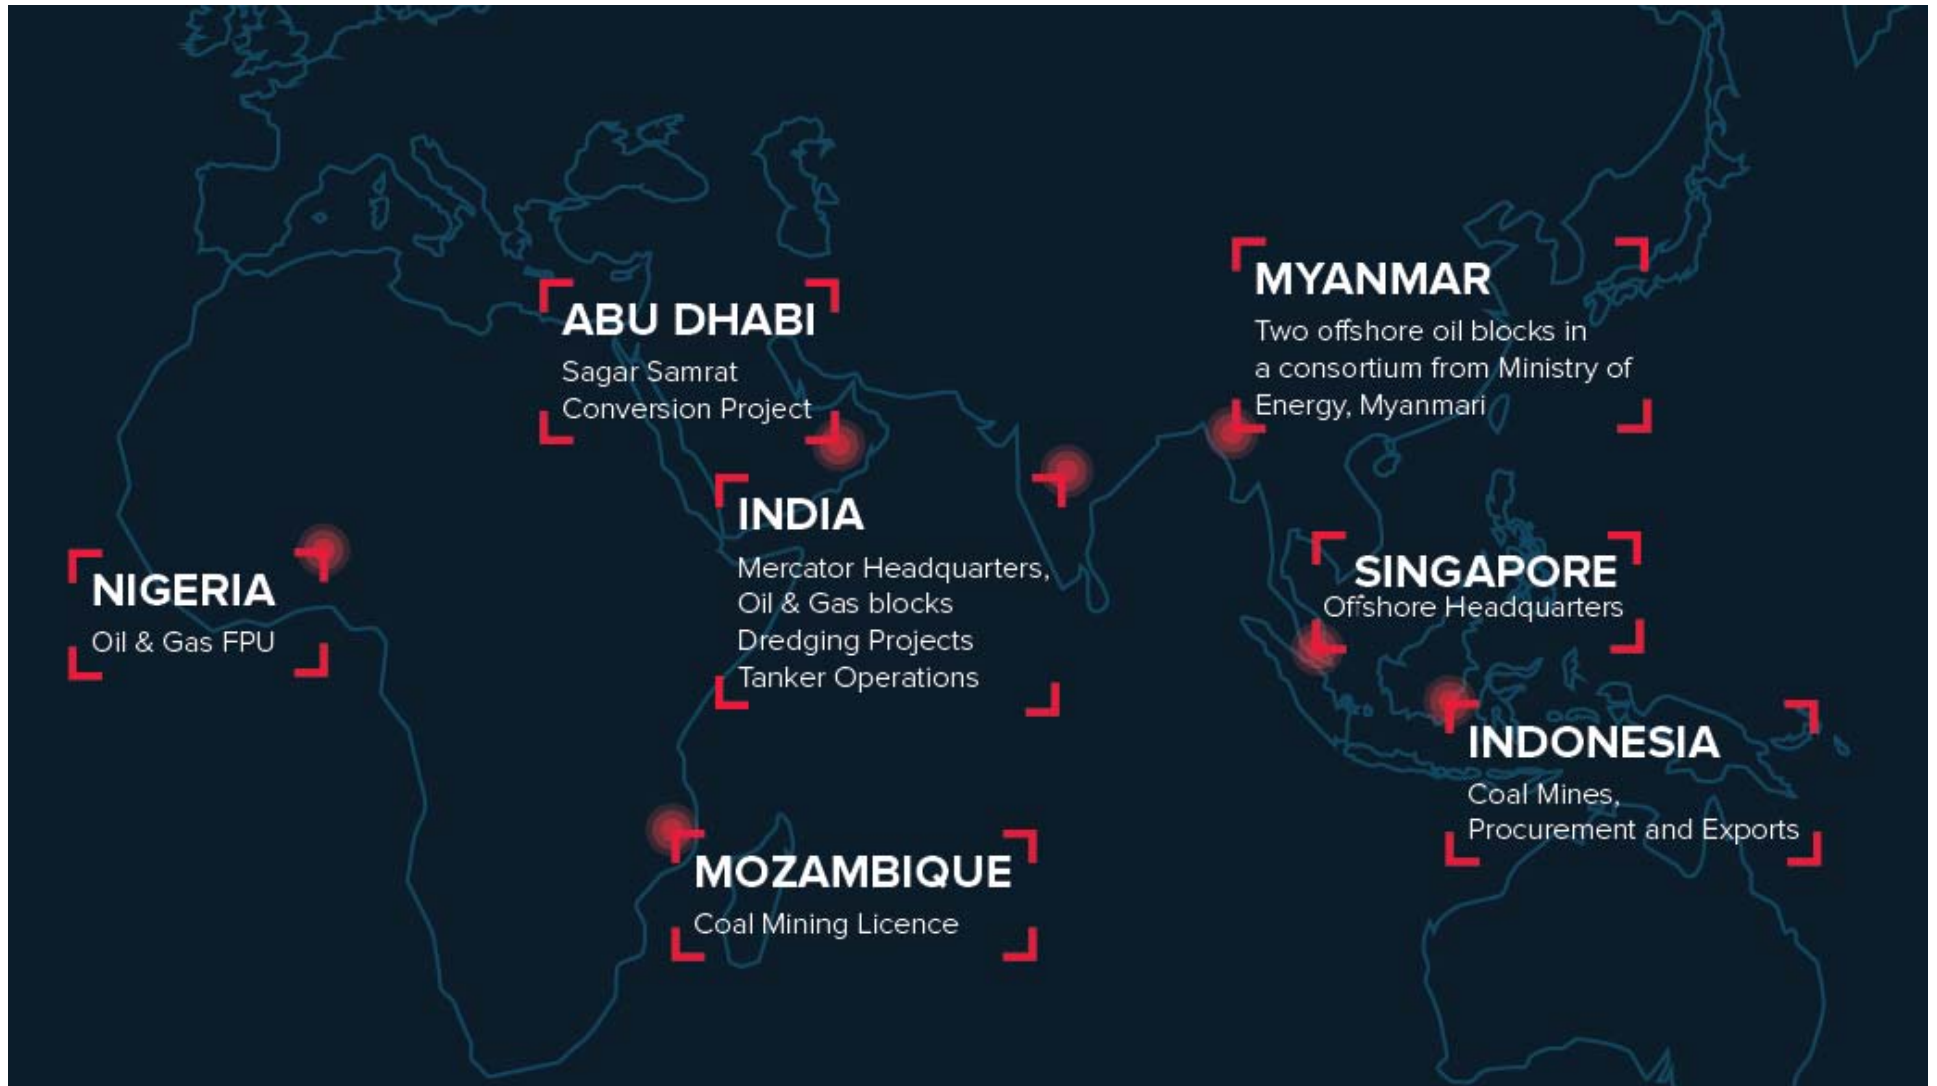 MYANMAR
Two offshore oil blocks in
a consortium from Ministry of
Energy, Myanmari
ABU DHABI
Sagar Samrat
Conversion Project
INDIA
Mercator Headquarters,
Oil & Gas blocks
Dredging Projects
Tanker Operations
SINGAPORE
Offshore Headquarters
NIGERIA
Oil & Gas FPU
INDONESIA
Coal Mines,
Procurement and Exports
MOZAMBIQUE
Coal Mining Licence